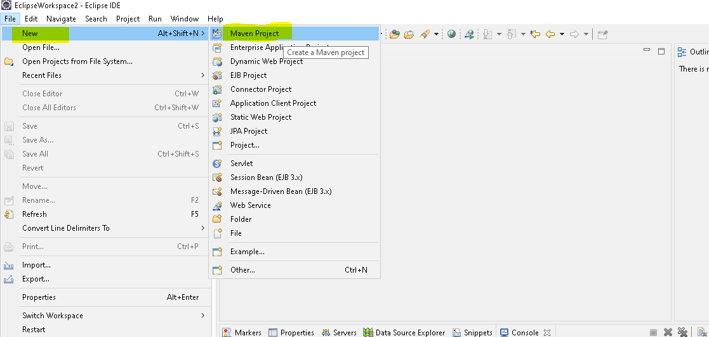 EclipseWorkspace2 - Eclipse IDE
File Edit Navigate Search Project Run Window Help
New Alt+Shift+N
Open File...
Open Projects from File System...
Recent Files
Close Editor Ctrl+W
Close All Editors Ctrl+Shift+W
Save Ctrl+S
Save As...
Save All Ctrl+Shift+S
Revert
Move...
Rename... F2
Refresh F5
Convert Line Delimiters To
Print... Ctrl+P
Import...
Export...
Properties Alt+Enter
Switch Workspace
Restart
Maven Project
Enterprise Application
Create a Maven project
Dynamic Web Project
EJB Project
Connector Project
Application Client Project
Static Web Project
JPA Project
Project...
Servlet
Session Bean (EJB 3.x)
Message-Driven Bean (EJB 3.x)
Web Service
Folder
File
Example...
Other... Ctrl+N
Outlin
There is n
Markers Properties Servers Data Source Explorer Snippets Console